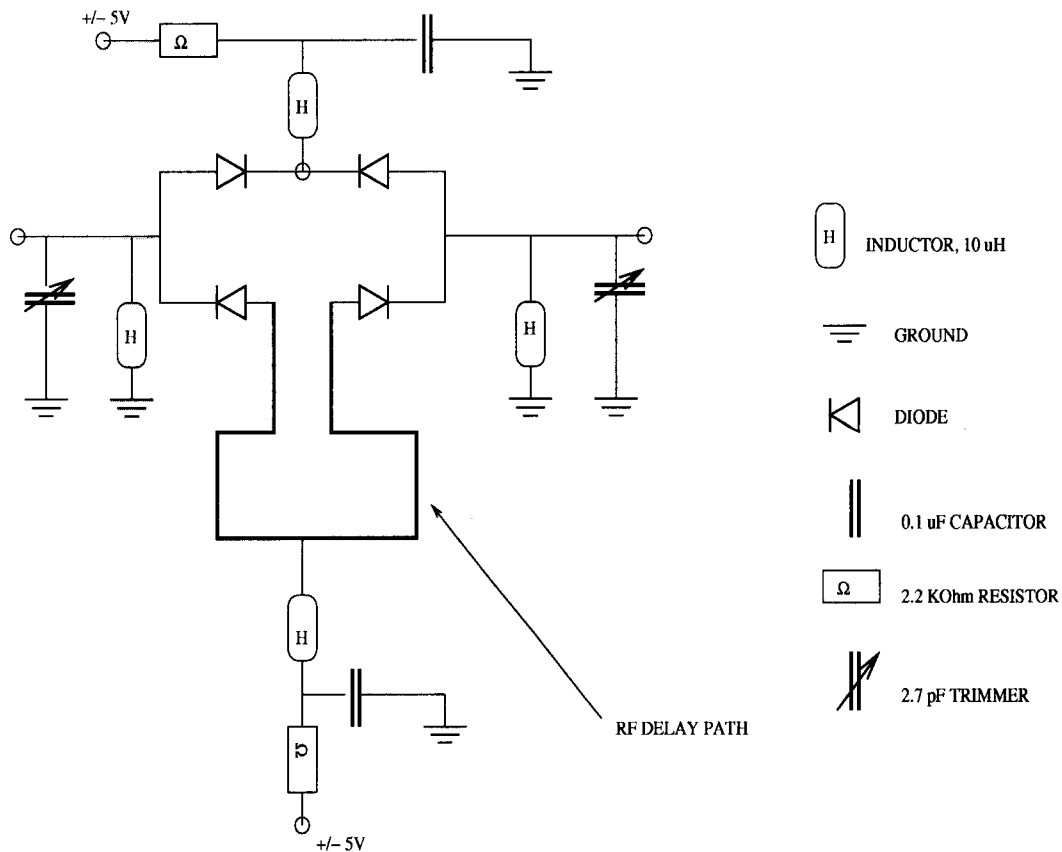 +/− 5V
Ω
H
H
H
H
H
Ω
+/− 5V
RF DELAY PATH
H INDUCTOR, 10 uH
GROUND
DIODE
0.1 uF CAPACITOR
Ω 2.2 KOhm RESISTOR
2.7 pF TRIMMER